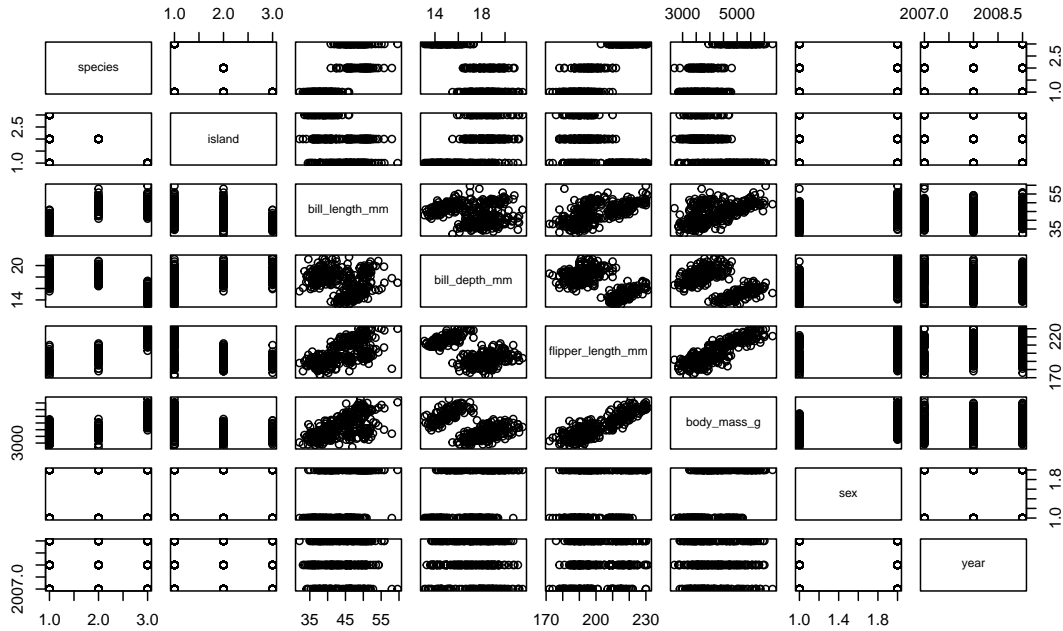 1.0 2.0 3.0 14 18 3000 5000 2007.0 2008.5
species 1.0 2.5
1.0 2.5 island
bill_length_mm 35 55
14 20 bill_depth_mm
flipper_length_mm 170 220
3000 body_mass_g
sex 1.0 1.8
2007.0 year
1.0 2.0 3.0 35 45 55 170 200 230 1.0 1.4 1.8